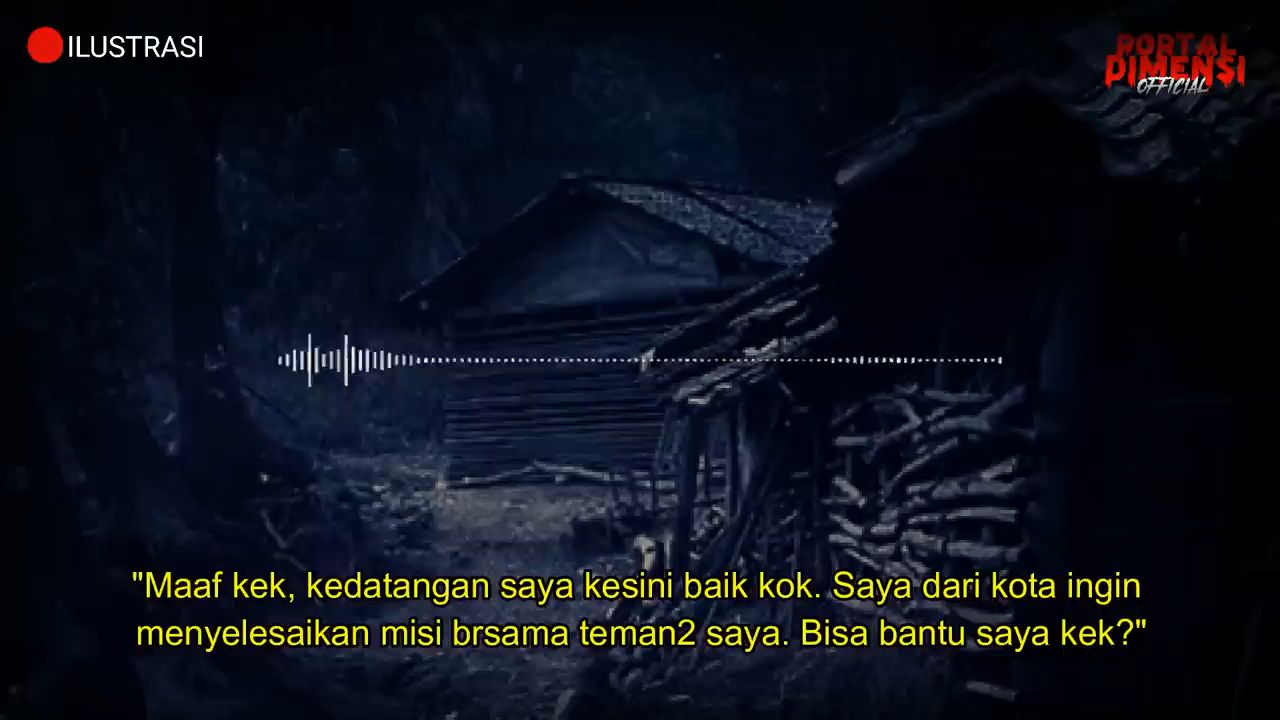 ILUSTRASI
PORTAL
DIMENSI
OFFICIAL
"Maaf kek, kedatangan saya kesini baik kok. Saya dari kota ingin
menyelesaikan misi brsama teman2 saya. Bisa bantu saya kek?"